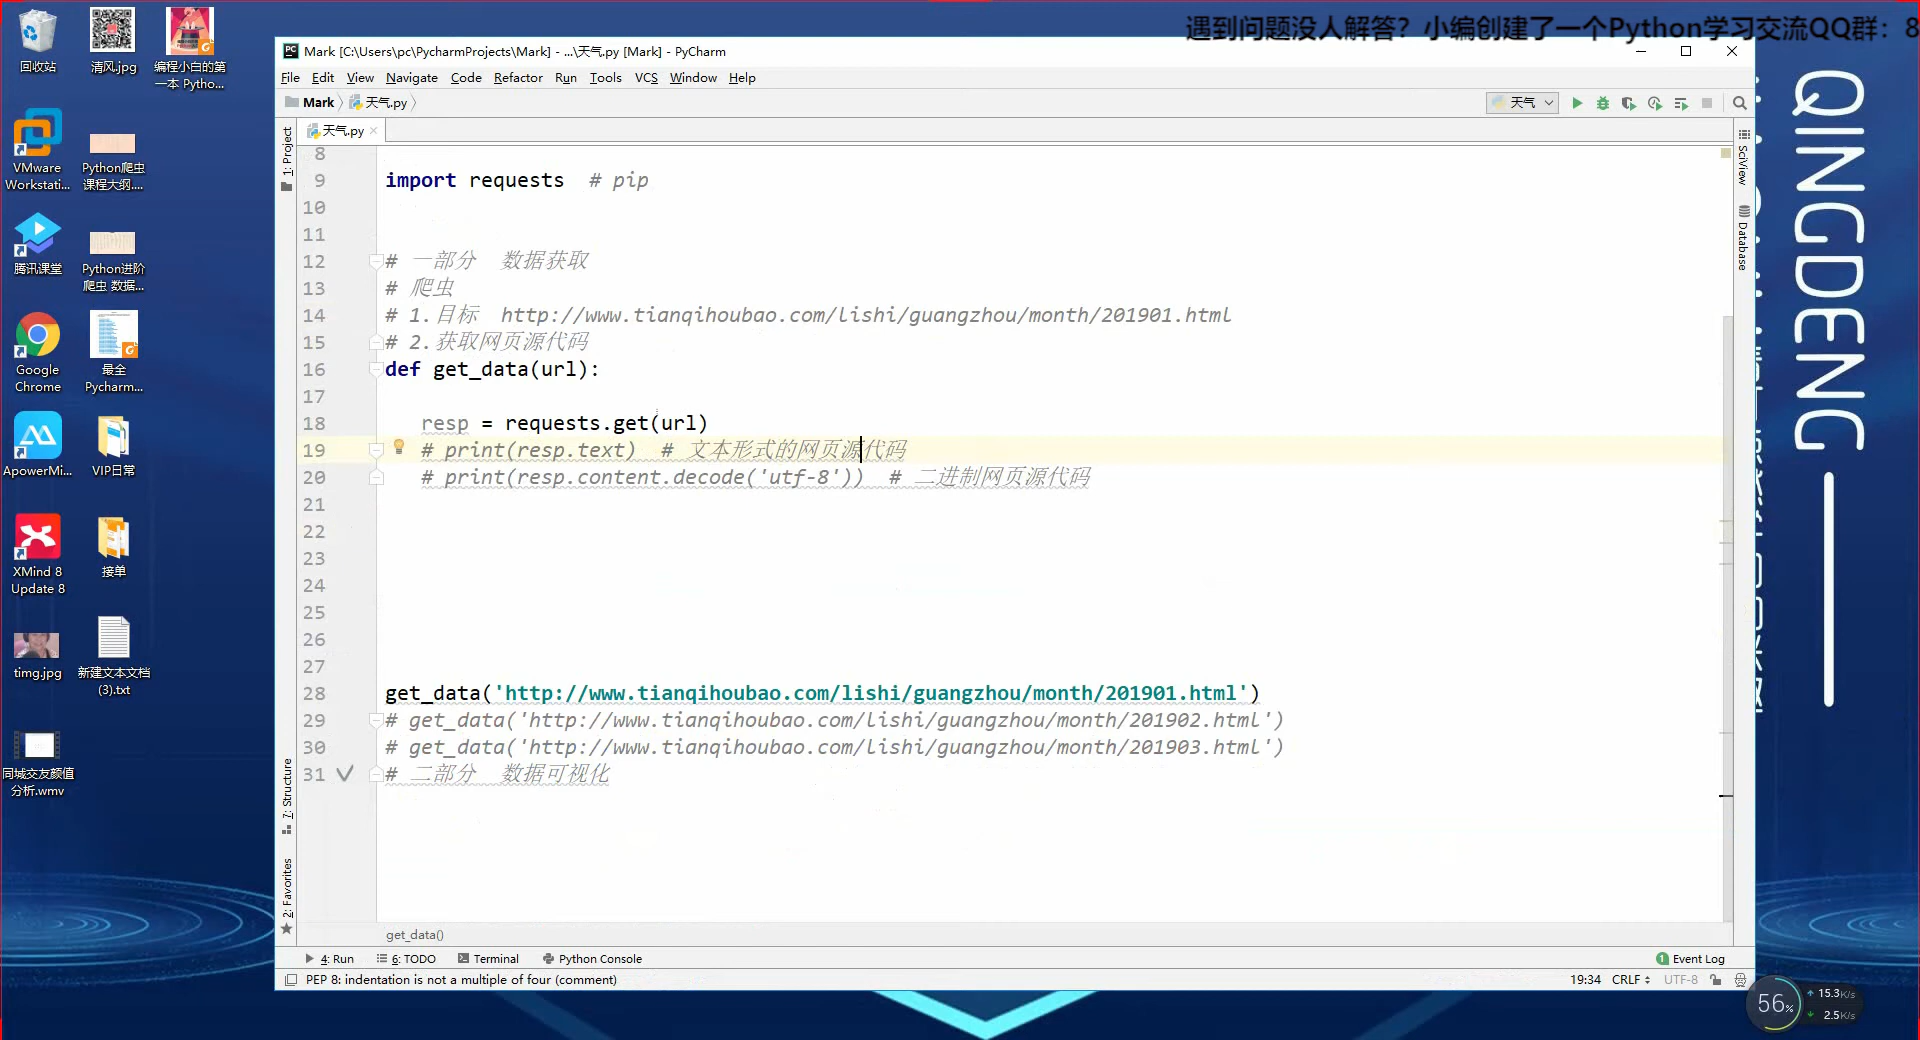 遇到问题没人解答？小编创建了一个Python学习交流QQ群：8
回收站
清风.jpg
编程小白的第一本 Pytho...
VMware Workstati...
Python爬虫课程大纲....
腾讯课堂
Python进阶爬虫 数据...
Google Chrome
最全 Pycharm...
ApowerMi...
VIP日常
XMind 8 Update 8
接单
timg.jpg
新建文本文档 (3).txt
同城交友颜值分析.wmv
QINGDENG
Mark [C:\Users\pc\PycharmProjects\Mark] - ...\天气.py [Mark] - PyCharm
File Edit View Navigate Code Refactor Run Tools VCS Window Help
Mark 天气.py
天气
天气.py
1: Project
7: Structure
2: Favorites
SciView
Database
8
9 import requests  # pip
10
11
12 # 一部分  数据获取
13 # 爬虫
14 # 1.目标  http://www.tianqihoubao.com/lishi/guangzhou/month/201901.html
15 # 2.获取网页源代码
16 def get_data(url):
17
18 resp = requests.get(url)
19 # print(resp.text)  # 文本形式的网页源代码
20 # print(resp.content.decode('utf-8'))  # 二进制网页源代码
21
22
23
24
25
26
27
28 get_data('http://www.tianqihoubao.com/lishi/guangzhou/month/201901.html')
29 # get_data('http://www.tianqihoubao.com/lishi/guangzhou/month/201902.html')
30 # get_data('http://www.tianqihoubao.com/lishi/guangzhou/month/201903.html')
31 # 二部分  数据可视化
get_data()
4: Run 6: TODO Terminal Python Console
1 Event Log
PEP 8: indentation is not a multiple of four (comment)
19:34 CRLF UTF-8
56%
15.3K/s
2.5K/s